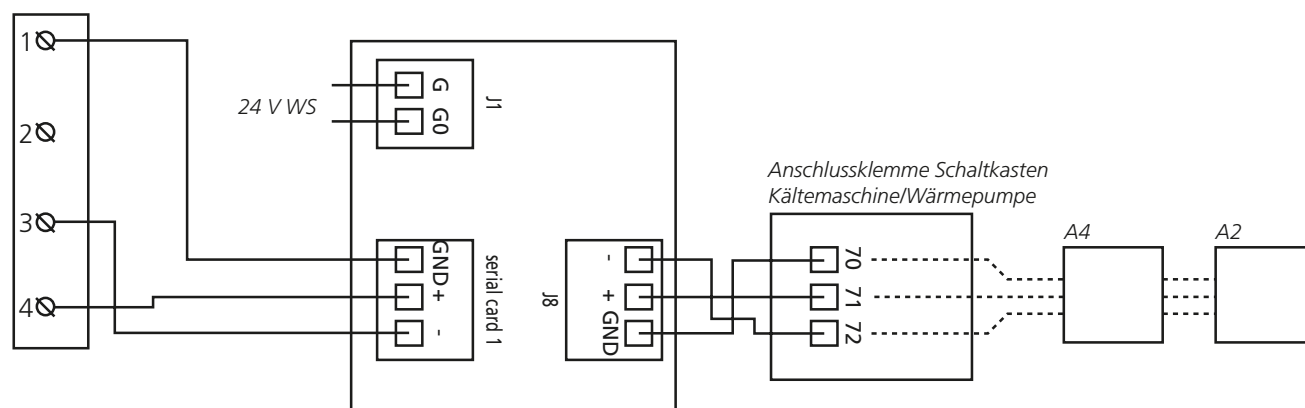 1
2
3
4
24 V WS
G
G0
J1
GND
+
-
serial card 1
-
+
GND
J8
Anschlussklemme Schaltkasten
Kältemaschine/Wärmepumpe
70
71
72
A4
A2